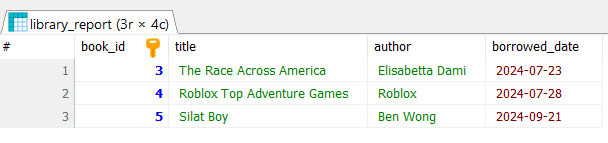 library_report (3r × 4c)
# book_id title author borrowed_date
1 3 The Race Across America Elisabetta Dami 2024-07-23
2 4 Roblox Top Adventure Games Roblox 2024-07-28
3 5 Silat Boy Ben Wong 2024-09-21